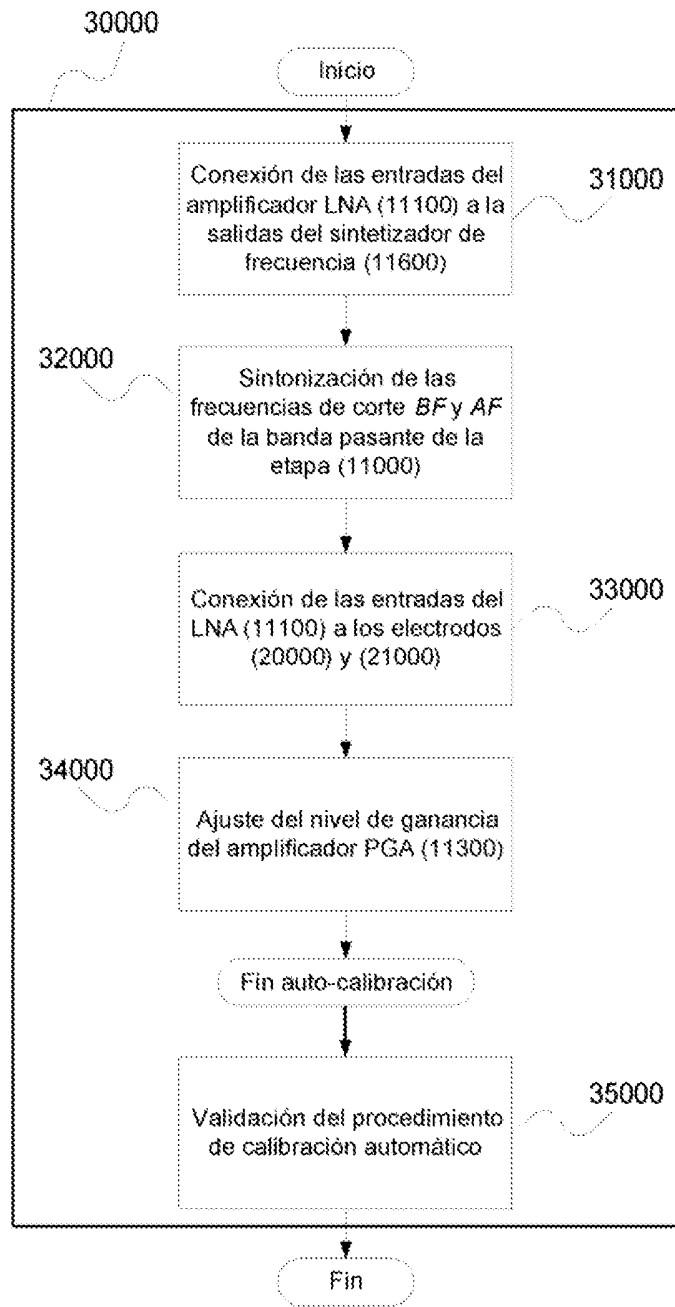 30000
Inicio
Conexión de las entradas del
amplificador LNA (11100) a la
salidas del sintetizador de
frecuencia (11600)
31000
32000
Sintonización de las
frecuencias de corte BF y AF
de la banda pasante de la
etapa (11000)
Conexión de las entradas del
LNA (11100) a los electrodos
(20000) y (21000)
33000
34000
Ajuste del nivel de ganancia
del amplificador PGA (11300)
Fin auto-calibración
35000
Validación del procedimiento
de calibración automático
Fin